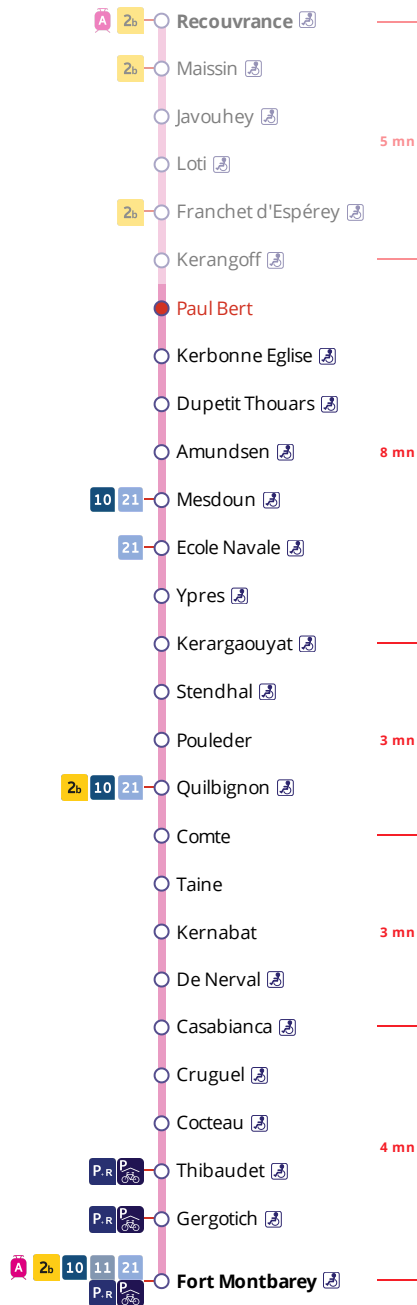 A 2b Recouvrance
2b Maissin
Javouhey
5 mn
Loti
2b Franchet d'Espérey
Kerangoff
Paul Bert
Kerbonne Eglise
Dupetit Thouars
Amundsen
8 mn
10 21 Mesdoun
21 Ecole Navale
Ypres
Kerargaouyat
Stendhal
Pouleder
3 mn
2b 10 21 Quilbignon
Comte
Taine
Kernabat
3 mn
De Nerval
Casabianca
Cruguel
Cocteau
4 mn
P.R P Thibaudet
P.R P Gergotich
A 2b 10 11 21
P.R P Fort Montbarey